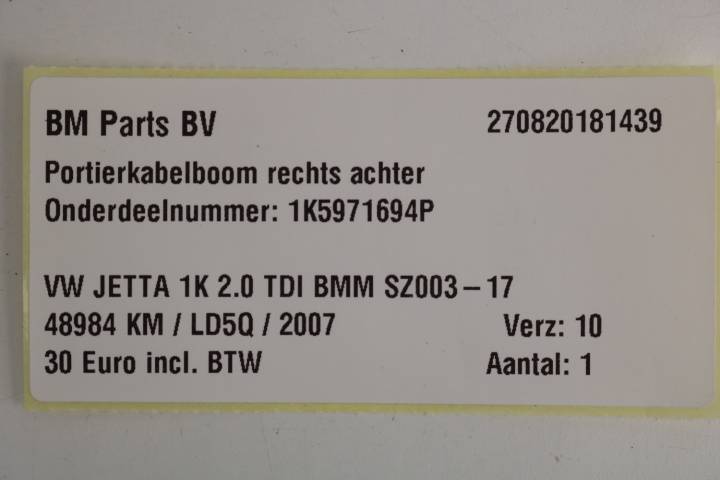 BM Parts BV 270820181439
Portierkabelboom rechts achter
Onderdeelnummer: 1K5971694P
VW JETTA 1K 2.0 TDI BMM SZ003-17
48984 KM / LD5Q / 2007 Verz: 10
30 Euro incl. BTW Aantal: 1